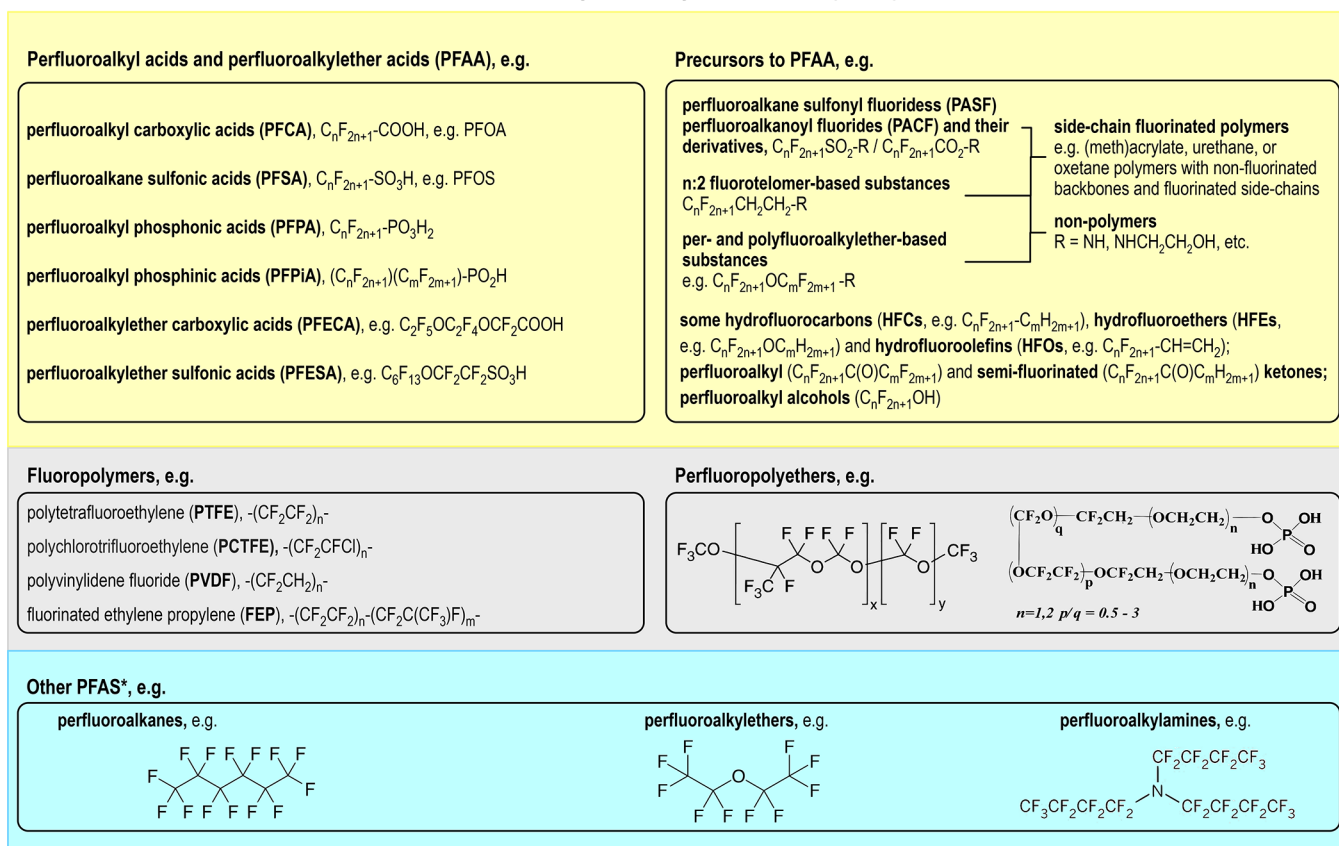 Perfluoroalkyl acids and perfluoroalkylether acids (PFAA), e.g.
perfluoroalkyl carboxylic acids (PFCA), CnF2n+1-COOH, e.g. PFOA
perfluoroalkane sulfonic acids (PFSA), CnF2n+1-SO3H, e.g. PFOS
perfluoroalkyl phosphonic acids (PFPA), CnF2n+1-PO3H2
perfluoroalkyl phosphinic acids (PFPiA), (CnF2n+1)(CmF2m+1)-PO2H
perfluoroalkylether carboxylic acids (PFECA), e.g. C2F5OC2F4OCF2COOH
perfluoroalkylether sulfonic acids (PFESA), e.g. C6F13OCF2CF2SO3H
Precursors to PFAA, e.g.
perfluoroalkane sulfonyl fluoridess (PASF)
perfluoroalkanoyl fluorides (PACF) and their
derivatives, CnF2n+1SO2-R / CnF2n+1CO2-R
n:2 fluorotelomer-based substances
CnF2n+1CH2CH2-R
per- and polyfluoroalkylether-based
substances
e.g. CnF2n+1OCmF2m+1 -R
side-chain fluorinated polymers
e.g. (meth)acrylate, urethane, or
oxetane polymers with non-fluorinated
backbones and fluorinated side-chains
non-polymers
R = NH, NHCH2CH2OH, etc.
some hydrofluorocarbons (HFCs, e.g. CnF2n+1-CmH2m+1), hydrofluoroethers (HFEs,
e.g. CnF2n+1OCmH2m+1) and hydrofluoroolefins (HFOs, e.g. CnF2n+1-CH=CH2);
perfluoroalkyl (CnF2n+1C(O)CmF2m+1) and semi-fluorinated (CnF2n+1C(O)CmH2m+1) ketones;
perfluoroalkyl alcohols (CnF2n+1OH)
Fluoropolymers, e.g.
polytetrafluoroethylene (PTFE), -(CF2CF2)n-
polychlorotrifluoroethylene (PCTFE), -(CF2CFCl)n-
polyvinylidene fluoride (PVDF), -(CF2CH2)n-
fluorinated ethylene propylene (FEP), -(CF2CF2)n-(CF2C(CF3)F)m-
Perfluoropolyethers, e.g.
F F F F F F
F3CO O O O CF3
F3C F
x y
(CF2O)q CF2CH2 (OCH2CH2)n O OH
P
HO O
(OCF2CF2)p OCF2CH2 (OCH2CH2)n O OH
P
HO O
n=1,2 p/q = 0.5 - 3
Other PFAS*, e.g.
perfluoroalkanes, e.g.
F F F F F F
F F
F F F F F F
perfluoroalkylethers, e.g.
F F
F O F
F F
F F F F
perfluoroalkylamines, e.g.
CF2CF2CF2CF3
N
CF3CF2CF2CF2 CF2CF2CF2CF3